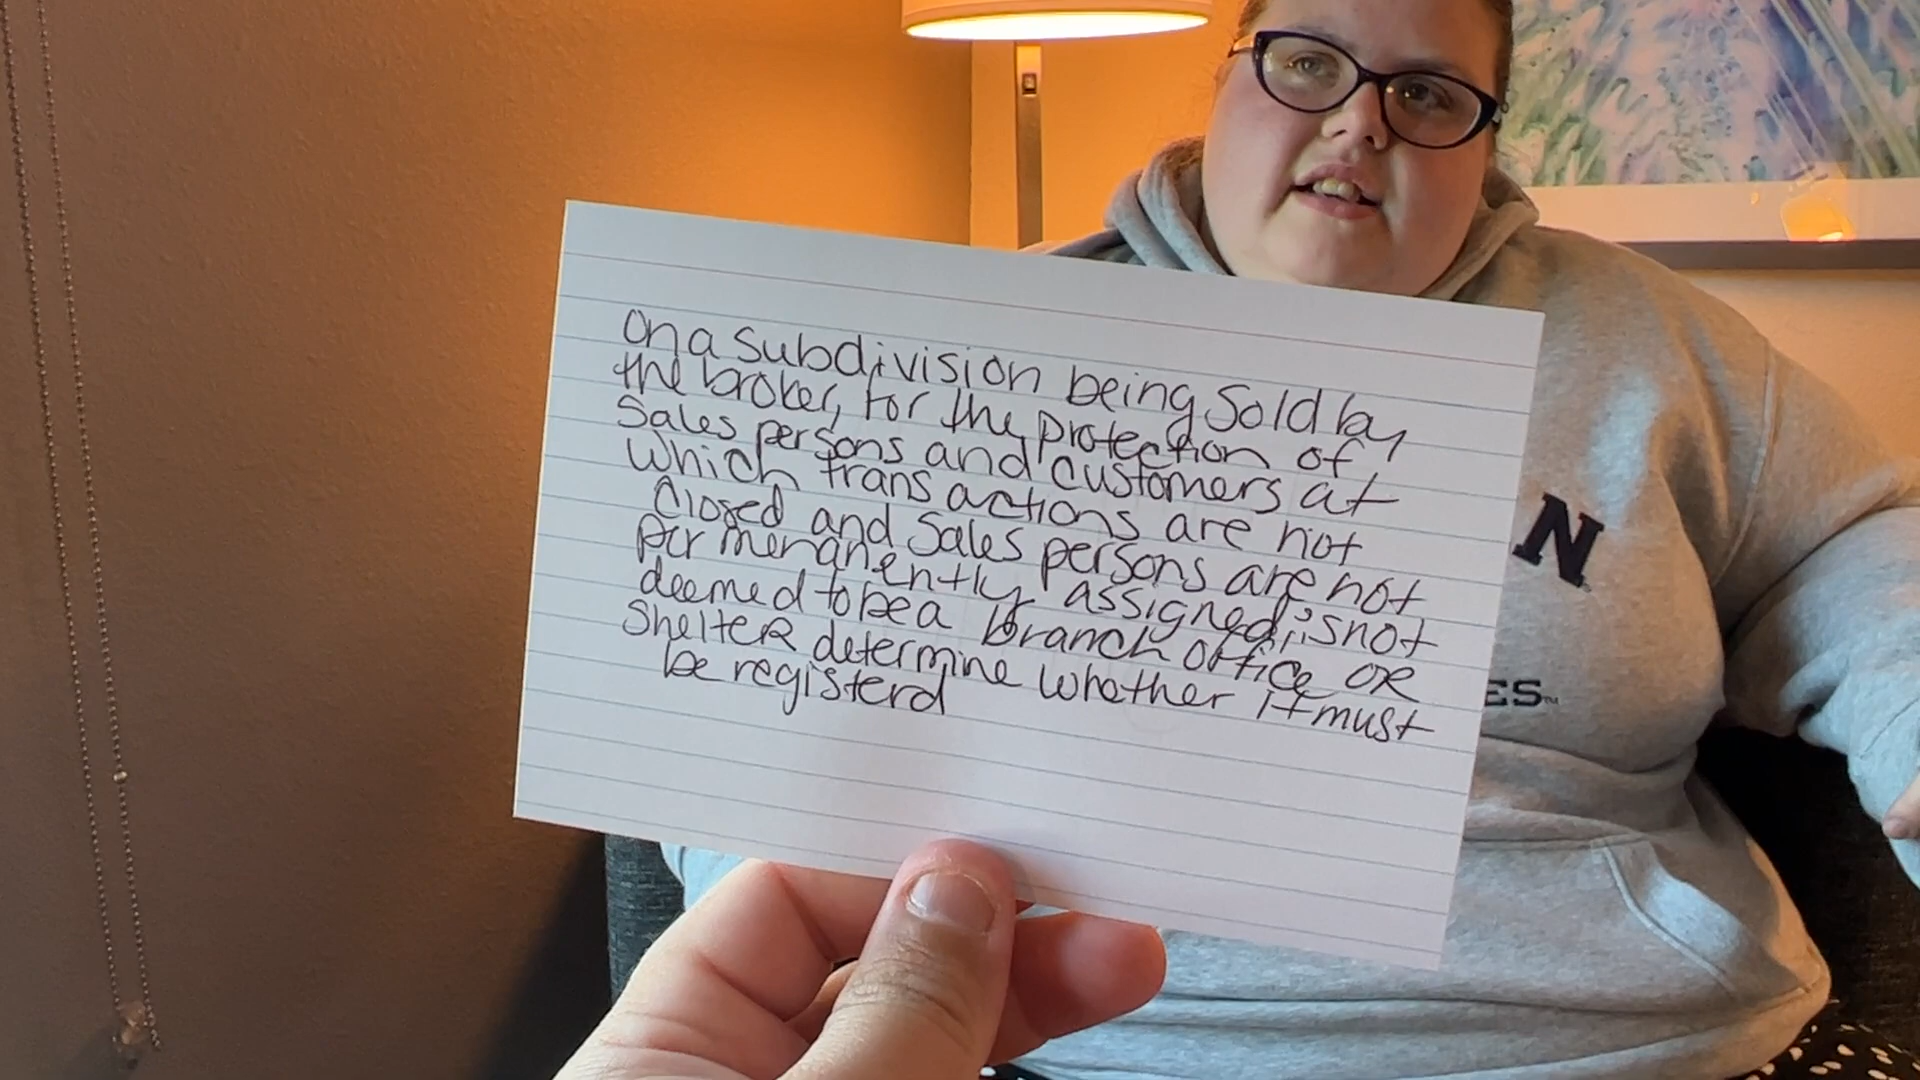 on a subdivision being sold by
the broker, for the protection of
Sales persons and customers at
which transactions are not
Closed and Sales persons are not
permenanently assigned, is not
deemed to be a branch office OR
Shelter determine whether it must
be registerd
N
ES™